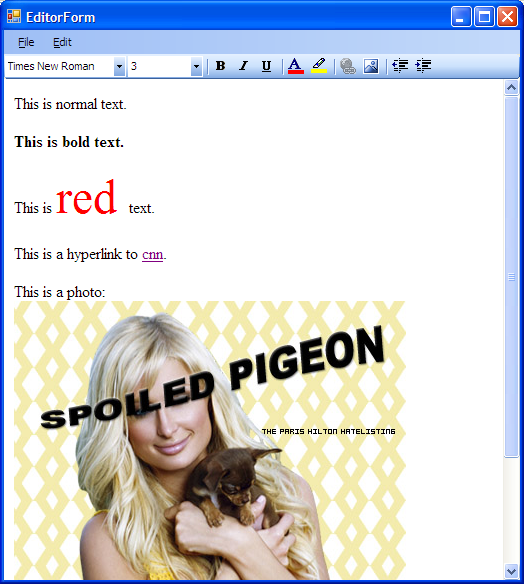 EditorForm
File Edit
Times New Roman 3 B I U A
This is normal text.
This is bold text.
This is red text.
This is a hyperlink to cnn.
This is a photo:
SPOILED PIGEON
THE PARIS HILTON HATELISTING